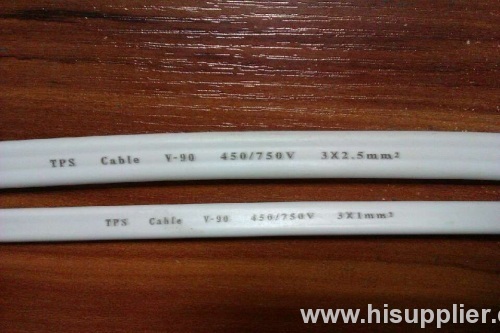 TPS Cable V-90 450/750V 3X2.5mm²
TPS Cable V-90 450/750V 3X1mm²
www.hisupplier.